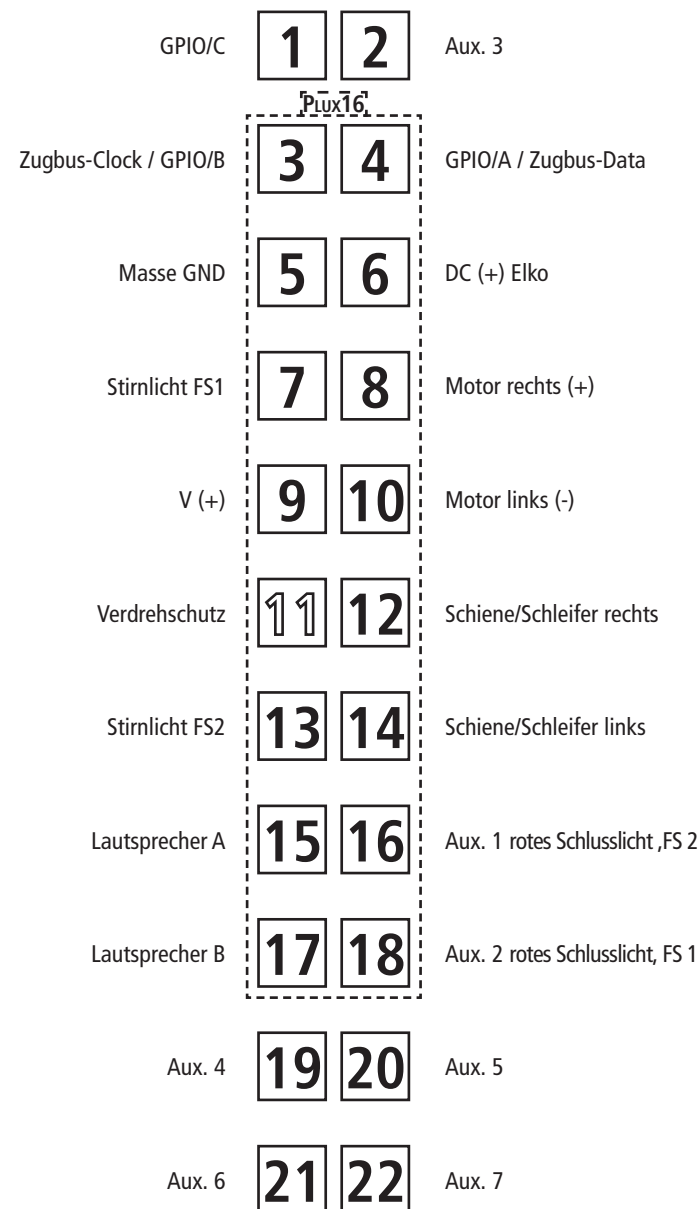 GPIO/C 1 2 Aux. 3
PLUX16
Zugbus-Clock / GPIO/B 3 4 GPIO/A / Zugbus-Data
Masse GND 5 6 DC (+) Elko
Stirnlicht FS1 7 8 Motor rechts (+)
V (+) 9 10 Motor links (-)
Verdrehschutz 11 12 Schiene/Schleifer rechts
Stirnlicht FS2 13 14 Schiene/Schleifer links
Lautsprecher A 15 16 Aux. 1 rotes Schlusslicht ,FS 2
Lautsprecher B 17 18 Aux. 2 rotes Schlusslicht, FS 1
Aux. 4 19 20 Aux. 5
Aux. 6 21 22 Aux. 7